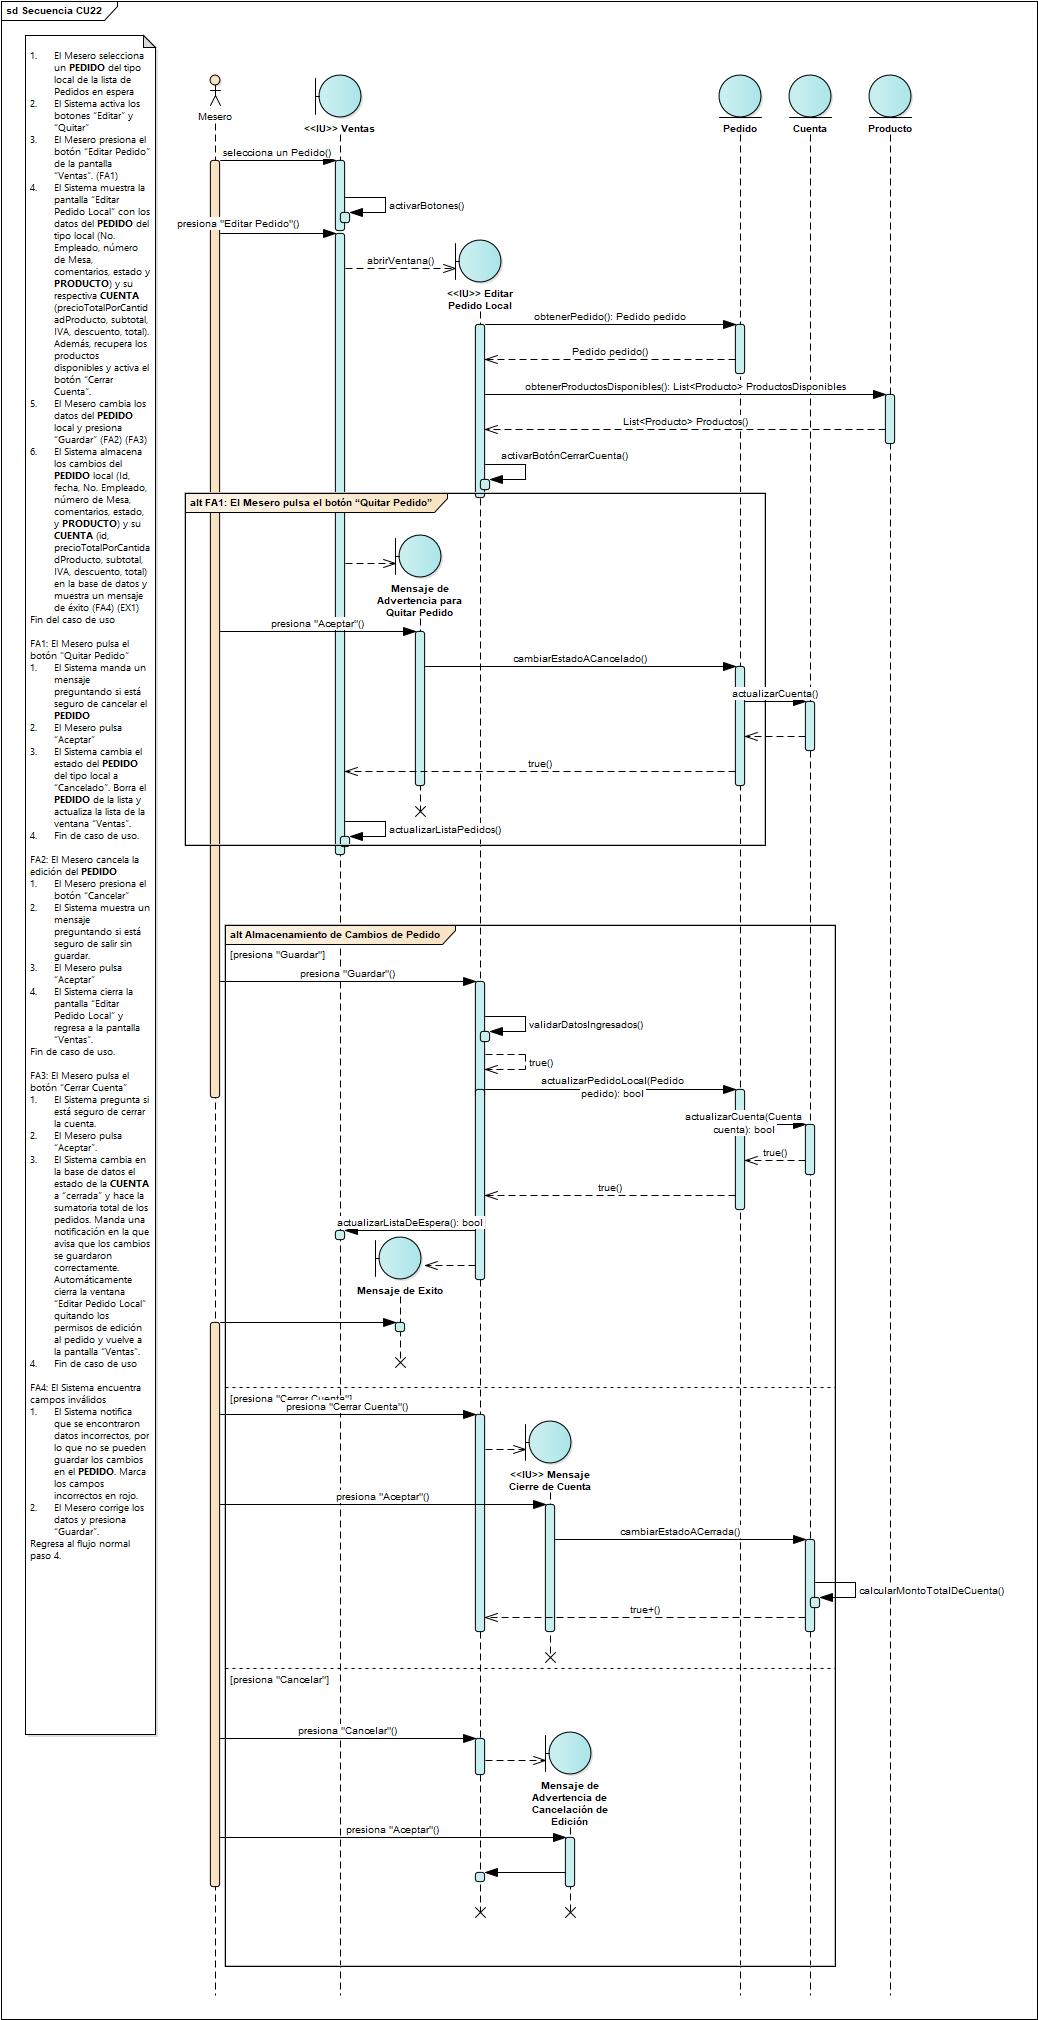 sd Secuencia CU22
1. El Mesero selecciona
un PEDIDO del tipo
local de la lista de
Pedidos en espera
2. El Sistema activa los
botones "Editar" y
"Quitar"
3. El Mesero presiona el
botón "Editar Pedido"
de la pantalla
"Ventas". (FA1)
4. El Sistema muestra la
pantalla "Editar
Pedido Local" con los
datos del PEDIDO del
tipo local (No.
Empleado, número
de Mesa,
comentarios, estado y
PRODUCTO) y su
respectiva CUENTA
(precioTotalPorCantid
adProducto, subtotal,
IVA, descuento, total).
Además, recupera los
productos
disponibles y activa el
botón "Cerrar
Cuenta".
5. El Mesero cambia los
datos del PEDIDO
local y presiona
"Guardar" (FA2) (FA3)
6. El Sistema almacena
los cambios del
PEDIDO local (Id,
fecha, No. Empleado,
número de Mesa,
comentarios, estado,
y PRODUCTO) y su
CUENTA (id,
precioTotalPorCantida
dProducto, subtotal,
IVA, descuento, total)
en la base de datos y
muestra un mensaje
de éxito (FA4) (EX1)
Fin del caso de uso
FA1: El Mesero pulsa el
botón "Quitar Pedido"
1. El Sistema manda un
mensaje
preguntando si está
seguro de cancelar el
PEDIDO
2. El Mesero pulsa
"Aceptar"
3. El Sistema cambia el
estado del PEDIDO
del tipo local a
"Cancelado". Borra el
PEDIDO de la lista y
actualiza la lista de la
ventana "Ventas".
4. Fin de caso de uso.
FA2: El Mesero cancela la
edición del PEDIDO
1. El Mesero presiona el
botón "Cancelar"
2. El Sistema muestra un
mensaje
preguntando si está
seguro de salir sin
guardar.
3. El Mesero pulsa
"Aceptar"
4. El Sistema cierra la
pantalla "Editar
Pedido Local" y
regresa a la pantalla
"Ventas".
Fin de caso de uso.
FA3: El Mesero pulsa el
botón "Cerrar Cuenta"
1. El Sistema pregunta si
está seguro de cerrar
la cuenta.
2. El Mesero pulsa
"Aceptar".
3. El Sistema cambia en
la base de datos el
estado de la CUENTA
a "cerrada" y hace la
sumatoria total de los
pedidos. Manda una
notificación en la que
avisa que los cambios
se guardaron
correctamente.
Automáticamente
cierra la ventana
"Editar Pedido Local"
quitando los
permisos de edición
al pedido y vuelve a
la pantalla "Ventas".
4. Fin de caso de uso
FA4: El Sistema encuentra
campos inválidos
1. El Sistema notifica
que se encontraron
datos incorrectos, por
lo que no se pueden
guardar los cambios
en el PEDIDO. Marca
los campos
incorrectos en rojo.
2. El Mesero corrige los
datos y presiona
"Guardar".
Regresa al flujo normal
paso 4.
Mesero
<<IU>> Ventas
Pedido
Cuenta
Producto
selecciona un Pedido()
activarBotones()
presiona "Editar Pedido"()
abrirVentana()
<<IU>> Editar
Pedido Local
obtenerPedido(): Pedido pedido
Pedido pedido()
obtenerProductosDisponibles(): List<Producto> ProductosDisponibles
List<Producto> Productos()
activarBotónCerrarCuenta()
alt FA1: El Mesero pulsa el botón "Quitar Pedido"
Mensaje de
Advertencia para
Quitar Pedido
presiona "Aceptar"()
cambiarEstadoACancelado()
actualizarCuenta()
true()
actualizarListaPedidos()
alt Almacenamiento de Cambios de Pedido
[presiona "Guardar"]
presiona "Guardar"()
validarDatosIngresados()
true()
actualizarPedidoLocal(Pedido
pedido): bool
actualizarCuenta(Cuenta
cuenta): bool
true()
true()
actualizarListaDeEspera(): bool
Mensaje de Exito
[presiona "Cerrar Cuenta"]
presiona "Cerrar Cuenta"()
<<IU>> Mensaje
Cierre de Cuenta
presiona "Aceptar"()
cambiarEstadoACerrada()
calcularMontoTotalDeCuenta()
true+()
[presiona "Cancelar"]
presiona "Cancelar"()
Mensaje de
Advertencia de
Cancelación de
Edición
presiona "Aceptar"()